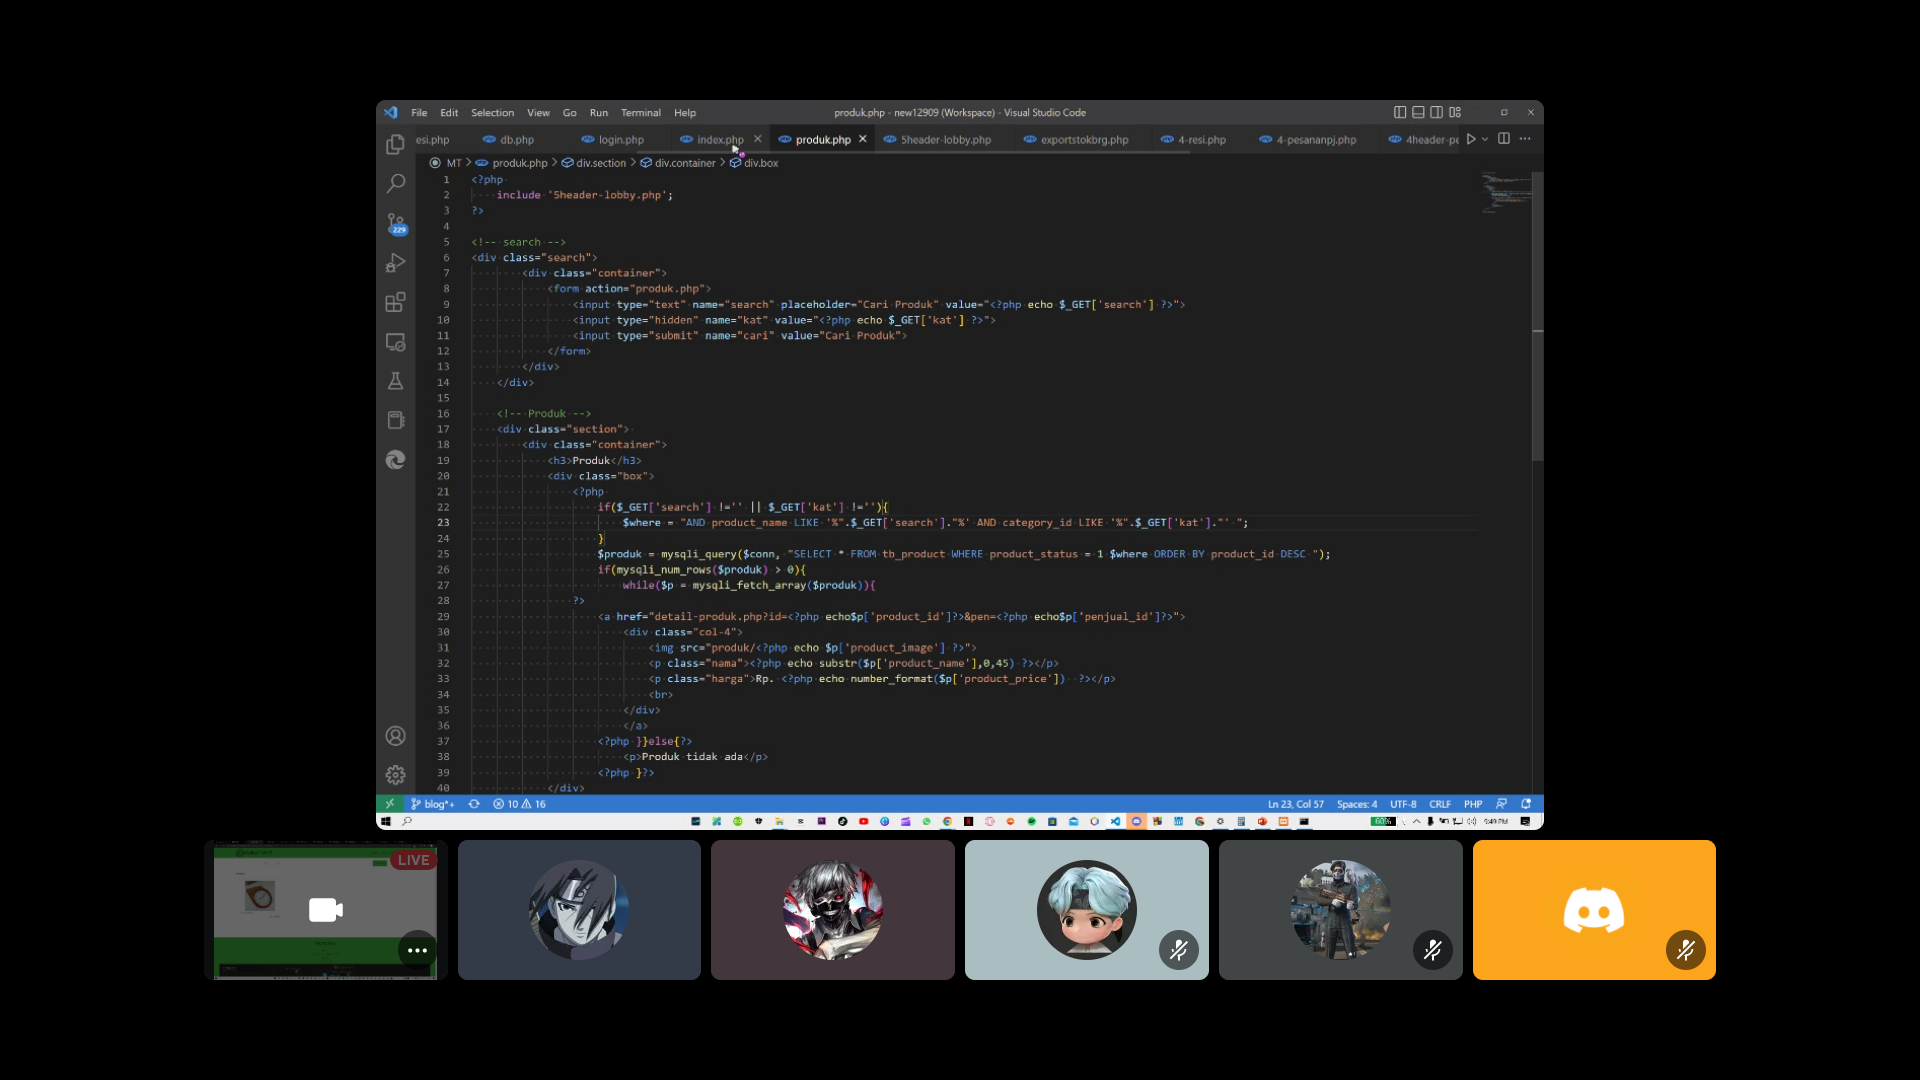 File Edit Selection View Go Run Terminal Help
produk.php - new12909 (Workspace) - Visual Studio Code
esi.php db.php login.php index.php produk.php 5header-lobby.php exportstokbrg.php 4-resi.php 4-pesananpj.php 4header-pe
MT > produk.php > div.section > div.container > div.box
1 <?php
2 include '5header-lobby.php';
3 ?>
4
5 <!-- search -->
6 <div class="search">
7 <div class="container">
8 <form action="produk.php">
9 <input type="text" name="search" placeholder="Cari Produk" value="<?php echo $_GET['search'] ?>">
10 <input type="hidden" name="kat" value="<?php echo $_GET['kat'] ?>">
11 <input type="submit" name="cari" value="Cari Produk">
12 </form>
13 </div>
14 </div>
15
16 <!-- Produk -->
17 <div class="section">
18 <div class="container">
19 <h3>Produk</h3>
20 <div class="box">
21 <?php
22 if($_GET['search'] !='' || $_GET['kat'] !=''){
23 $where = "AND product_name LIKE '%".$_GET['search']."%' AND category_id LIKE '%".$_GET['kat']."' ";
24 }
25 $produk = mysqli_query($conn, "SELECT * FROM tb_product WHERE product_status = 1 $where ORDER BY product_id DESC ");
26 if(mysqli_num_rows($produk) > 0){
27 while($p = mysqli_fetch_array($produk)){
28 ?>
29 <a href="detail-produk.php?id=<?php echo$p['product_id']?>&pen=<?php echo$p['penjual_id']?>">
30 <div class="col-4">
31 <img src="produk/<?php echo $p['product_image'] ?>">
32 <p class="nama"><?php echo substr($p['product_name'],0,45) ?></p>
33 <p class="harga">Rp. <?php echo number_format($p['product_price'])  ?></p>
34 <br>
35 </div>
36 </a>
37 <?php }}else{?>
38 <p>Produk tidak ada</p>
39 <?php }?>
40 </div>
229
blog*+ 10 16 Ln 23, Col 57 Spaces: 4 UTF-8 CRLF PHP
60% 9:49 PM
LIVE